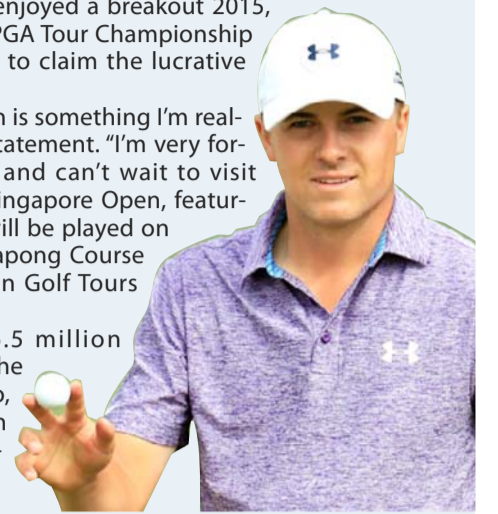 enjoyed a breakout 2015,
PGA Tour Championship
to claim the lucrative
is something I'm real-
tatement. "I'm very for-
and can't wait to visit
ingapore Open, featur-
ill be played on
apong Course
n Golf Tours
.5 million
he